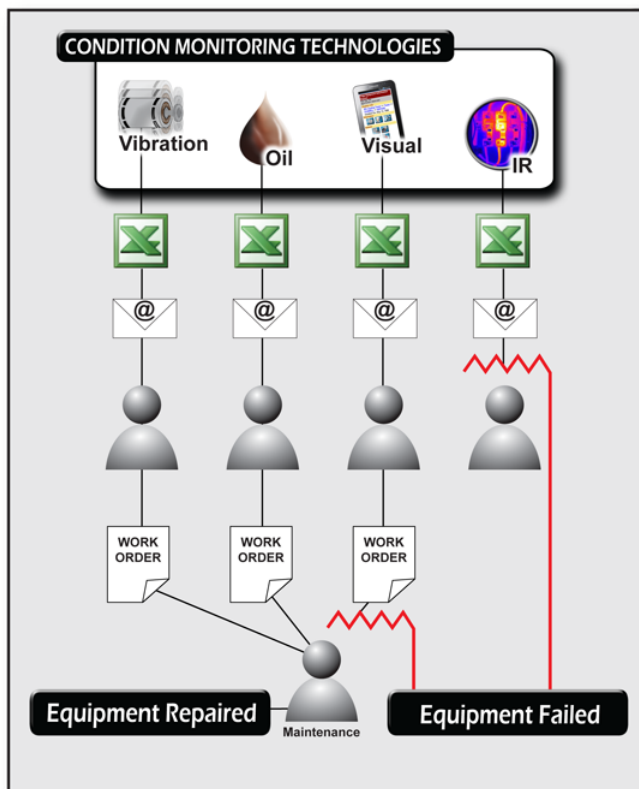 CONDITION MONITORING TECHNOLOGIES
Vibration
Oil
Visual
IR
@
@
@
@
WORK
ORDER
WORK
ORDER
WORK
ORDER
Equipment Repaired
Maintenance
Equipment Failed